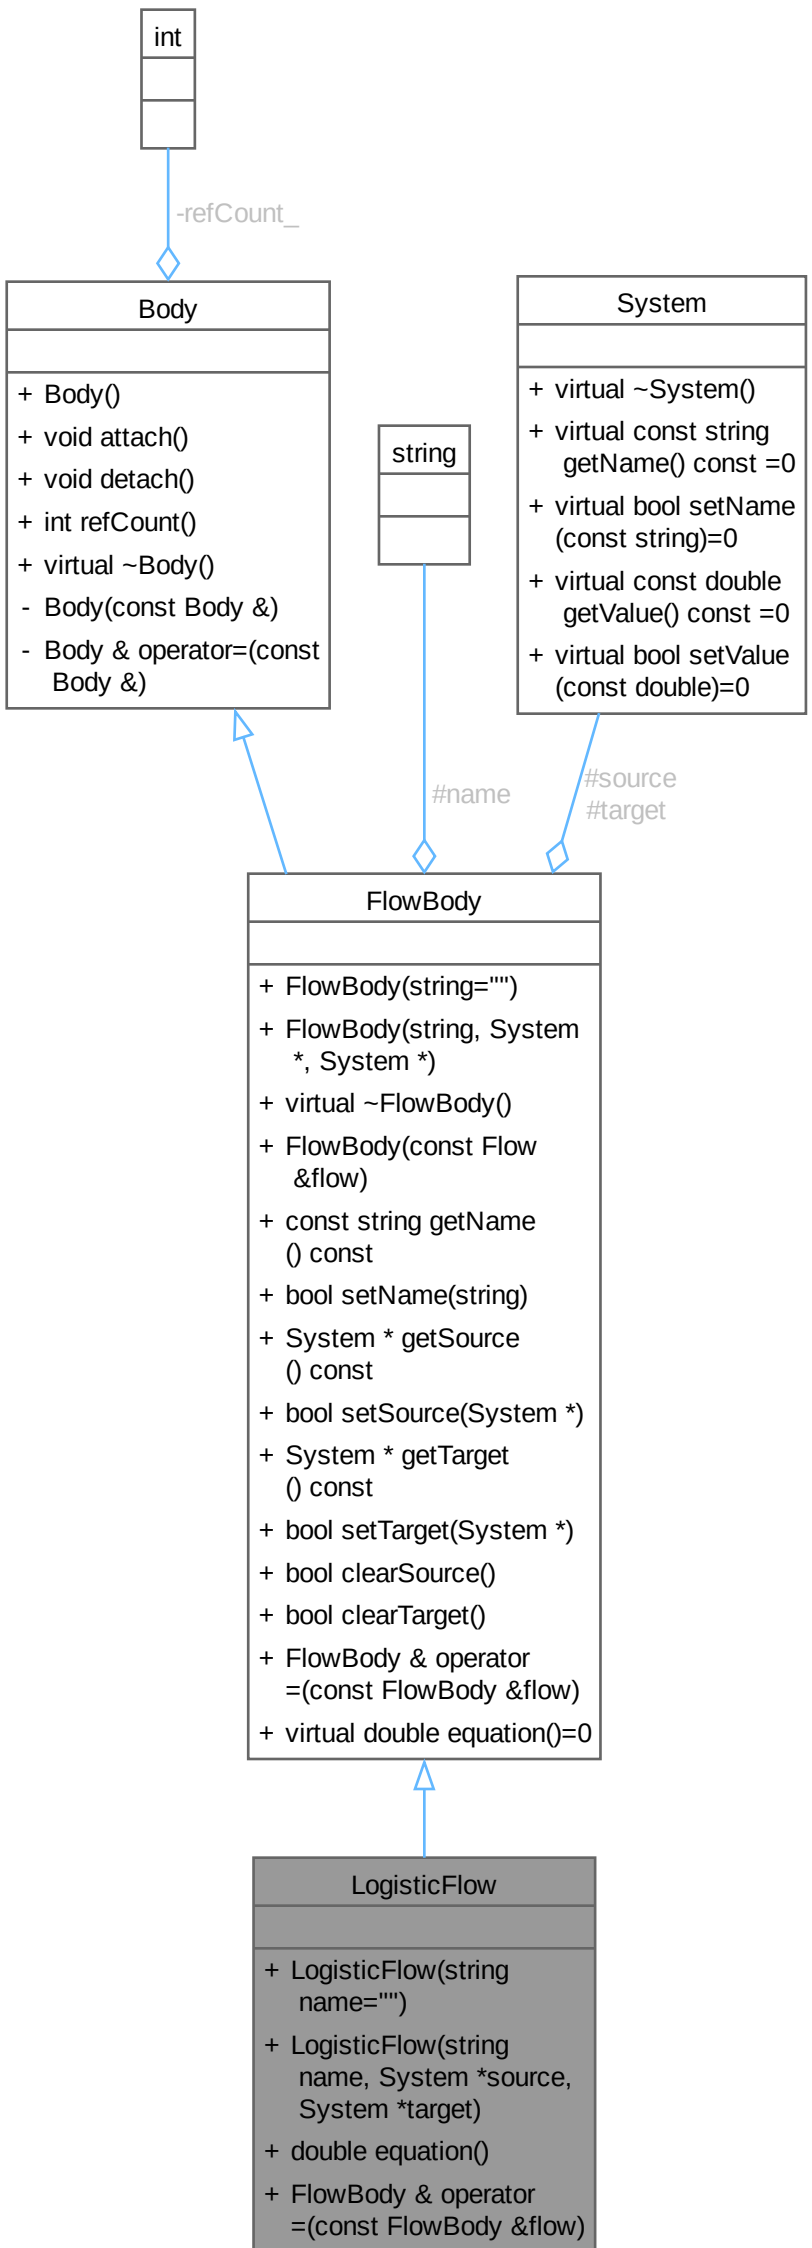 int
-refCount_
Body
+ Body()
+ void attach()
+ void detach()
+ int refCount()
+ virtual ~Body()
- Body(const Body &)
- Body & operator=(const
Body &)
System
+ virtual ~System()
+ virtual const string
getName() const =0
+ virtual bool setName
(const string)=0
+ virtual const double
getValue() const =0
+ virtual bool setValue
(const double)=0
string
#name
#source
#target
FlowBody
+ FlowBody(string="")
+ FlowBody(string, System
*, System *)
+ virtual ~FlowBody()
+ FlowBody(const Flow
&flow)
+ const string getName
() const
+ bool setName(string)
+ System * getSource
() const
+ bool setSource(System *)
+ System * getTarget
() const
+ bool setTarget(System *)
+ bool clearSource()
+ bool clearTarget()
+ FlowBody & operator
=(const FlowBody &flow)
+ virtual double equation()=0
LogisticFlow
+ LogisticFlow(string
name="")
+ LogisticFlow(string
name, System *source,
System *target)
+ double equation()
+ FlowBody & operator
=(const FlowBody &flow)